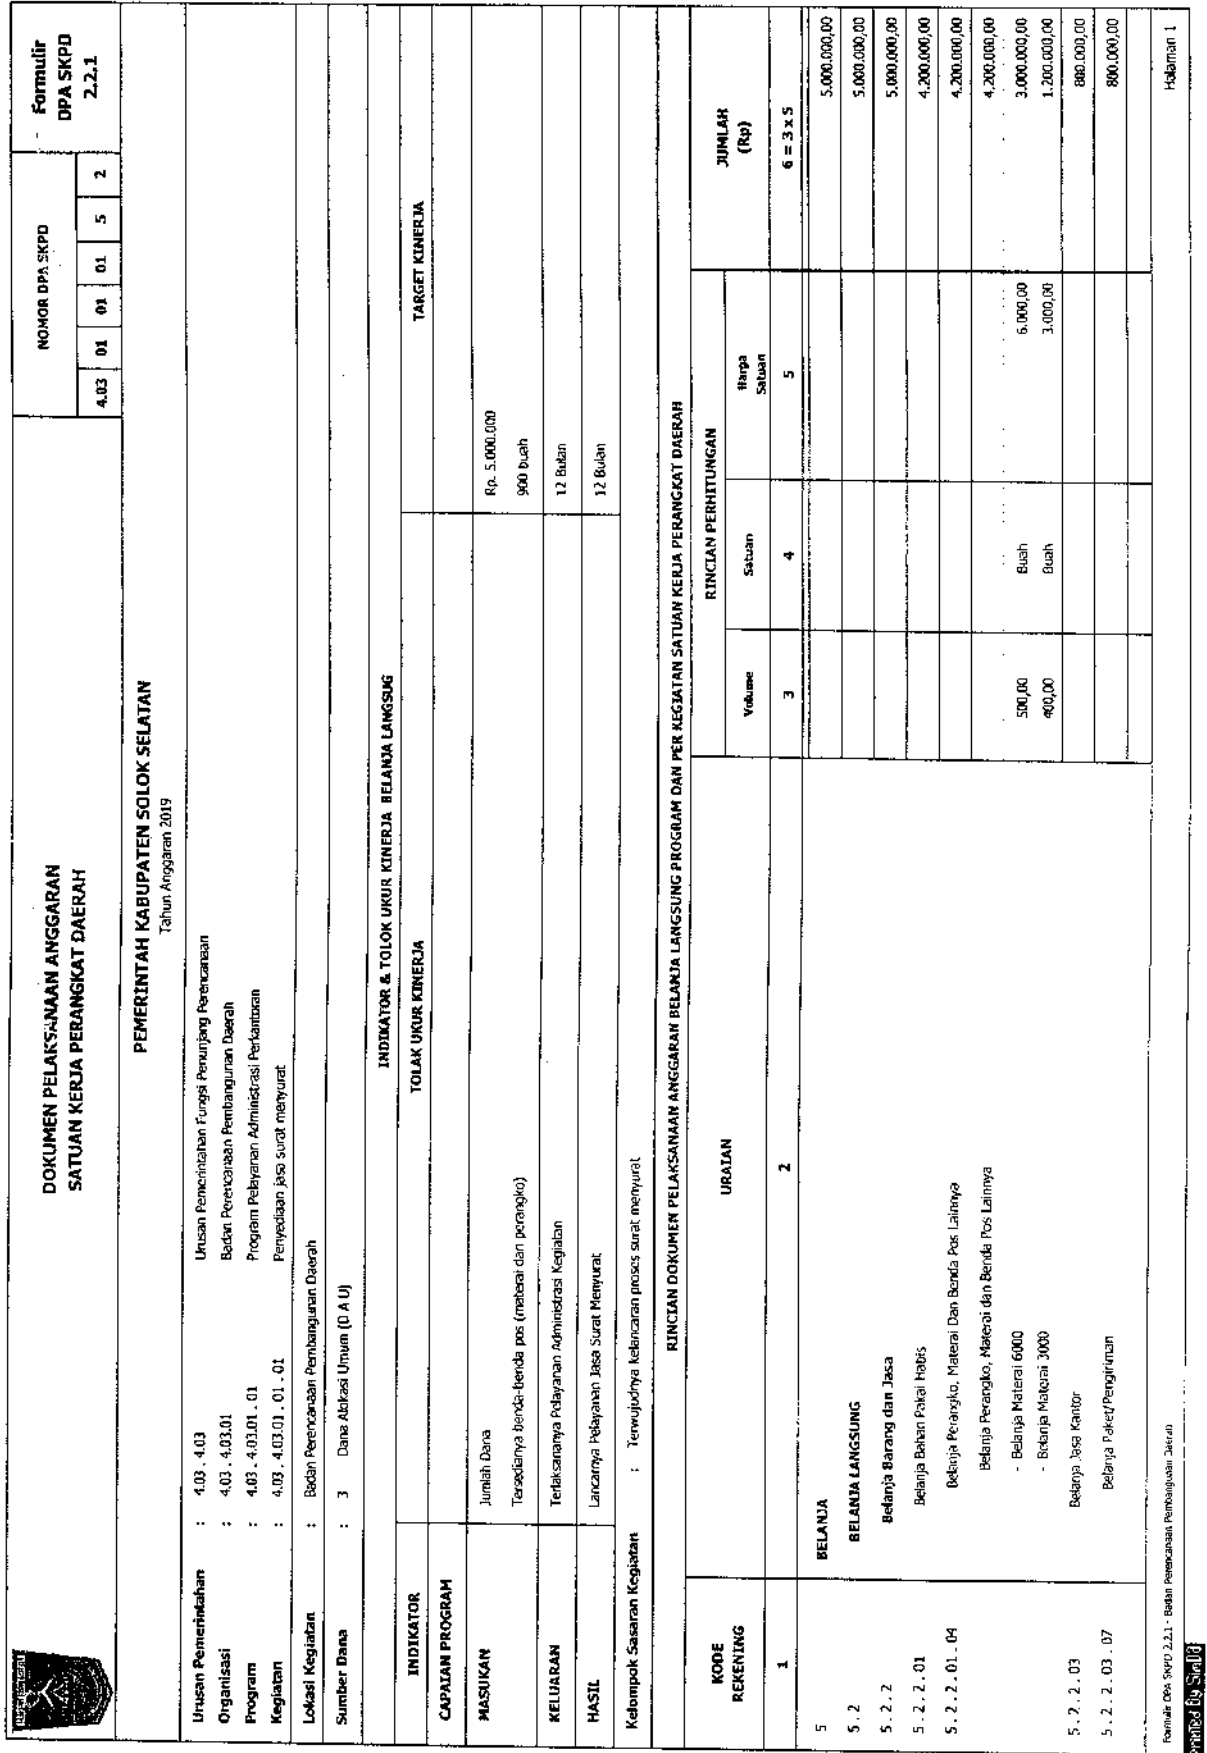 DOKUMEN PELAKSANAAN ANGGARAN
SATUAN KERJA PERANGKAT DAERAH
NOMOR DPA SKPD
4.03 01 01 01 01 5 2
Formulir
DPA SKPD
2.2.1
PEMERINTAH KABUPATEN SOLOK SELATAN
Tahun Anggaran 2019
Urusan Pemerintahan : 4.03 . 4.03 Urusan Pemerintahan Fungsi Penunjang Perencanaan
Organisasi : 4.03 . 4.03.01 Badan Perencanaan Pembangunan Daerah
Program : 4.03 . 4.03.01 . 01 Program Pelayanan Administrasi Perkantoran
Kegiatan : 4.03 . 4.03.01 . 01 . 01 Penyediaan jasa surat menyurat
Lokasi Kegiatan : Badan Perencanaan Pembangunan Daerah
Sumber Dana : 3 Dana Alokasi Umum (D A U)
INDIKATOR & TOLOK UKUR KINERJA BELANJA LANGSUG
INDIKATOR TOLAK UKUR KINERJA TARGET KINERJA
CAPAIAN PROGRAM
MASUKAN Jumlah Dana Rp. 5.000.000
Tersedianya benda-benda pos (materai dan perangko) 900 buah
KELUARAN Terlaksananya Pelayanan Administrasi Kegiatan 12 Bulan
HASIL Lancarnya Pelayanan Jasa Surat Menyurat 12 Bulan
Kelompok Sasaran Kegiatan : Terwujudnya kelancaran proses surat menyurat
RINCIAN DOKUMEN PELAKSANAAN ANGGARAN BELANJA LANGSUNG PROGRAM DAN PER KEGIATAN SATUAN KERJA PERANGKAT DAERAH
KODE
REKENING
URAIAN
RINCIAN PERHITUNGAN
Volume Satuan Harga
Satuan
JUMLAH
(Rp)
1 2 3 4 5 6 = 3 x 5
5 BELANJA 5.000.000,00
5 . 2 BELANJA LANGSUNG 5.000.000,00
5 . 2 . 2 Belanja Barang dan Jasa 5.000.000,00
5 . 2 . 2 . 01 Belanja Bahan Pakai Habis 4.200.000,00
5 . 2 . 2 . 01 . 04 Belanja Perangko, Materai Dan Benda Pos Lainnya 4.200.000,00
Belanja Perangko, Materai dan Benda Pos Lainnya 4.200.000,00
- Belanja Materai 6000 500,00 Buah 6.000,00 3.000.000,00
- Belanja Materai 3000 400,00 Buah 3.000,00 1.200.000,00
5 . 2 . 2 . 03 Belanja Jasa Kantor 800.000,00
5 . 2 . 2 . 03 . 07 Belanja Paket/Pengiriman 800.000,00
Formulir DPA SKPD 2.2.1 - Badan Perencanaan Pembangunan Daerah
Halaman 1
Printed By